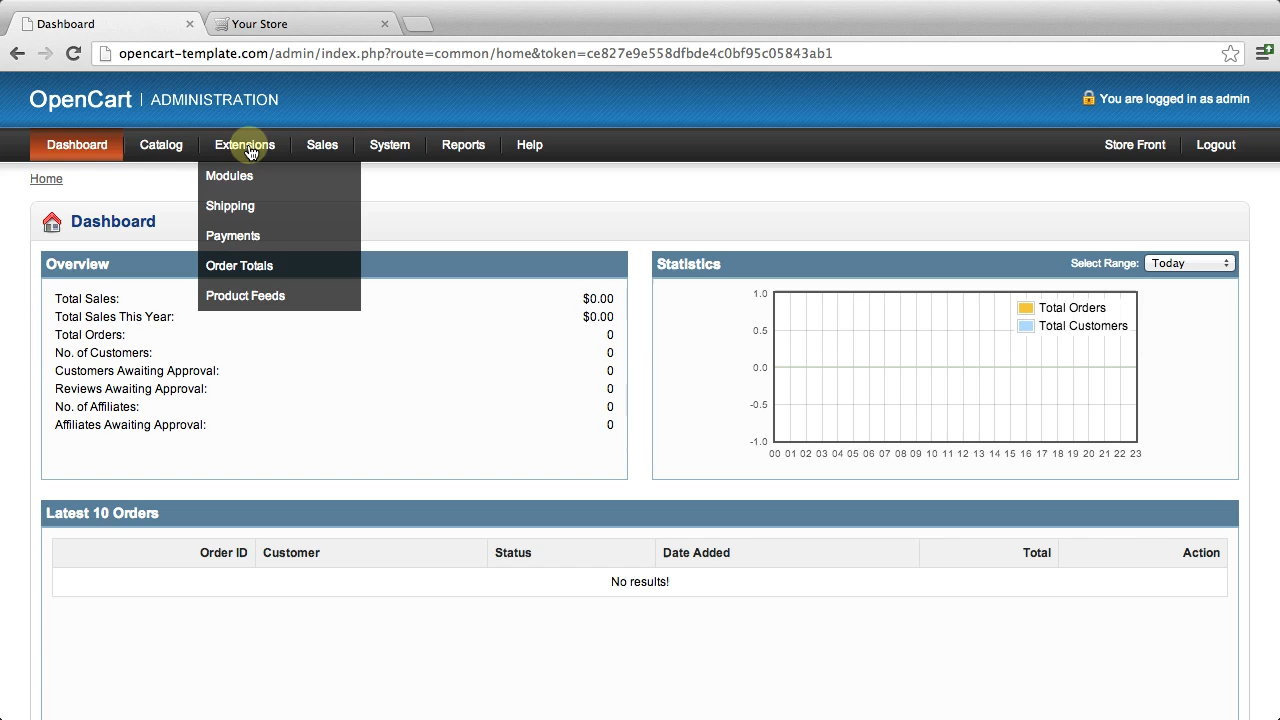 Dashboard
Your Store
opencart-template.com/admin/index.php?route=common/home&token=ce827e9e558dfbde4c0bf95c05843ab1
OpenCart | ADMINISTRATION
You are logged in as admin
Dashboard Catalog Extensions Sales System Reports Help Store Front Logout
Home
Modules
Shipping
Payments
Order Totals
Product Feeds
Dashboard
Overview
Total Sales: $0.00
Total Sales This Year: $0.00
Total Orders: 0
No. of Customers: 0
Customers Awaiting Approval: 0
Reviews Awaiting Approval: 0
No. of Affiliates: 0
Affiliates Awaiting Approval: 0
Statistics
Select Range: Today
Total Orders
Total Customers
1.0
0.5
0.0
-0.5
-1.0
00 01 02 03 04 05 06 07 08 09 10 11 12 13 14 15 16 17 18 19 20 21 22 23
Latest 10 Orders
Order ID Customer Status Date Added Total Action
No results!